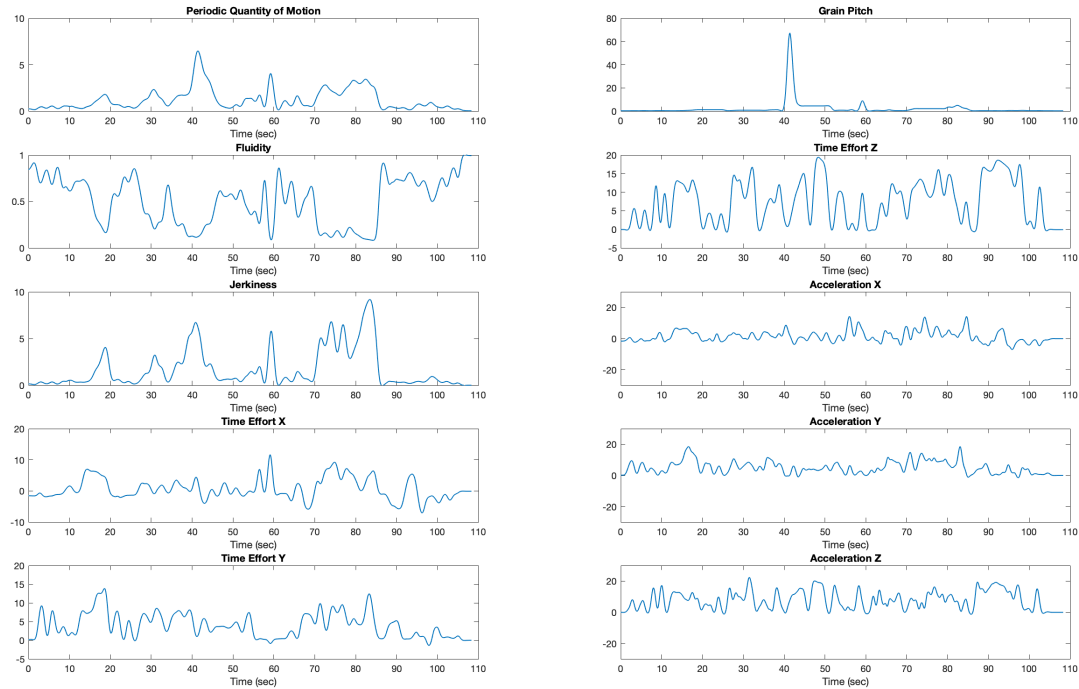 Periodic Quantity of Motion
10
5
0
0 10 20 30 40 50 60 70 80 90 100 110
Time (sec)
Fluidity
1
0.5
0
0 10 20 30 40 50 60 70 80 90 100 110
Time (sec)
Jerkiness
10
5
0
0 10 20 30 40 50 60 70 80 90 100 110
Time (sec)
Time Effort X
20
10
0
-10
0 10 20 30 40 50 60 70 80 90 100 110
Time (sec)
Time Effort Y
20
15
10
5
0
-5
0 10 20 30 40 50 60 70 80 90 100 110
Time (sec)
Grain Pitch
80
60
40
20
0
0 10 20 30 40 50 60 70 80 90 100 110
Time (sec)
Time Effort Z
20
15
10
5
0
-5
0 10 20 30 40 50 60 70 80 90 100 110
Time (sec)
Acceleration X
20
0
-20
0 10 20 30 40 50 60 70 80 90 100 110
Time (sec)
Acceleration Y
20
0
-20
0 10 20 30 40 50 60 70 80 90 100 110
Time (sec)
Acceleration Z
20
0
-20
0 10 20 30 40 50 60 70 80 90 100 110
Time (sec)